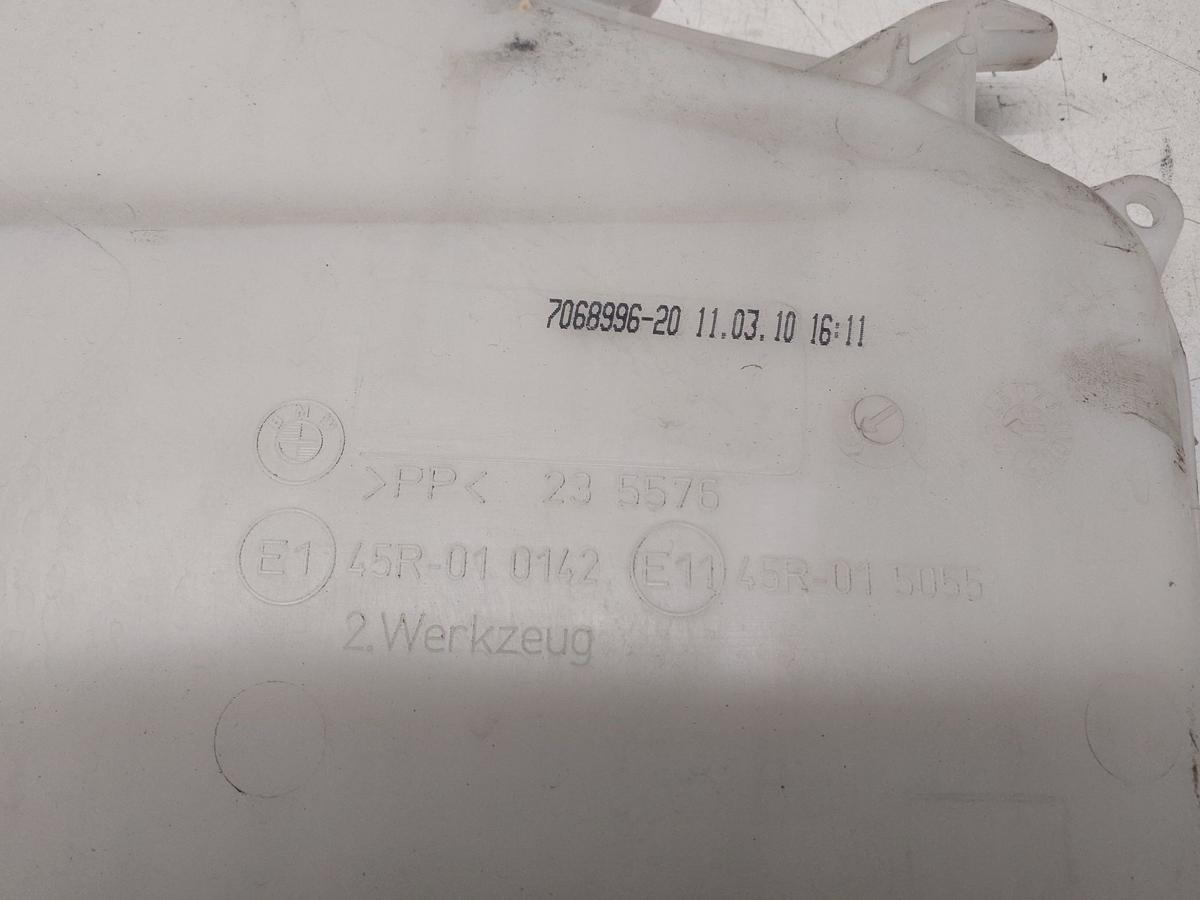 7068996-20 11.03.10 16:11
BMW
>PP< 23 5576
E1 45R-01 0142 E11 45R-01 5055
2.Werkzeug